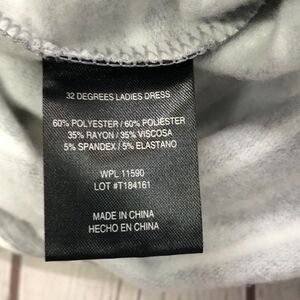 32 DEGREES LADIES DRESS
60% POLYESTER / 60% POLIESTER
35% RAYON / 35% VISCOSA
5% SPANDEX / 5% ELASTANO
WPL 11590
LOT #T184161
MADE IN CHINA
HECHO EN CHINA